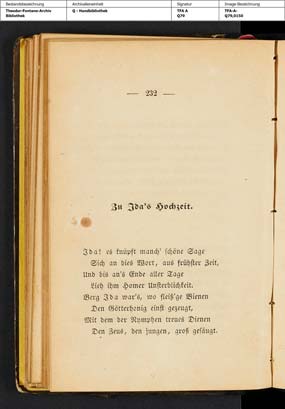 Bestandsbezeichnung Archivalieneinheit Signatur Image-Bezeichnung
Theodor-Fontane-Archiv Q - Handbibliothek TFA A TFA-A-
Bibliothek Q79 Q79,0150
— 232 —
Zu Ida's Hochzeit.
Ida! es knüpft manch' schöne Sage
Sich an dies Wort, aus frühster Zeit,
Und bis an's Ende aller Tage
Lieh ihm Homer Unsterblichkeit.
Berg Ida war's, wo fleiß'ge Bienen
Den Götterhonig einst gezeugt,
Mit dem der Nymphen treues Dienen
Den Zeus, den jungen, groß gesäugt.